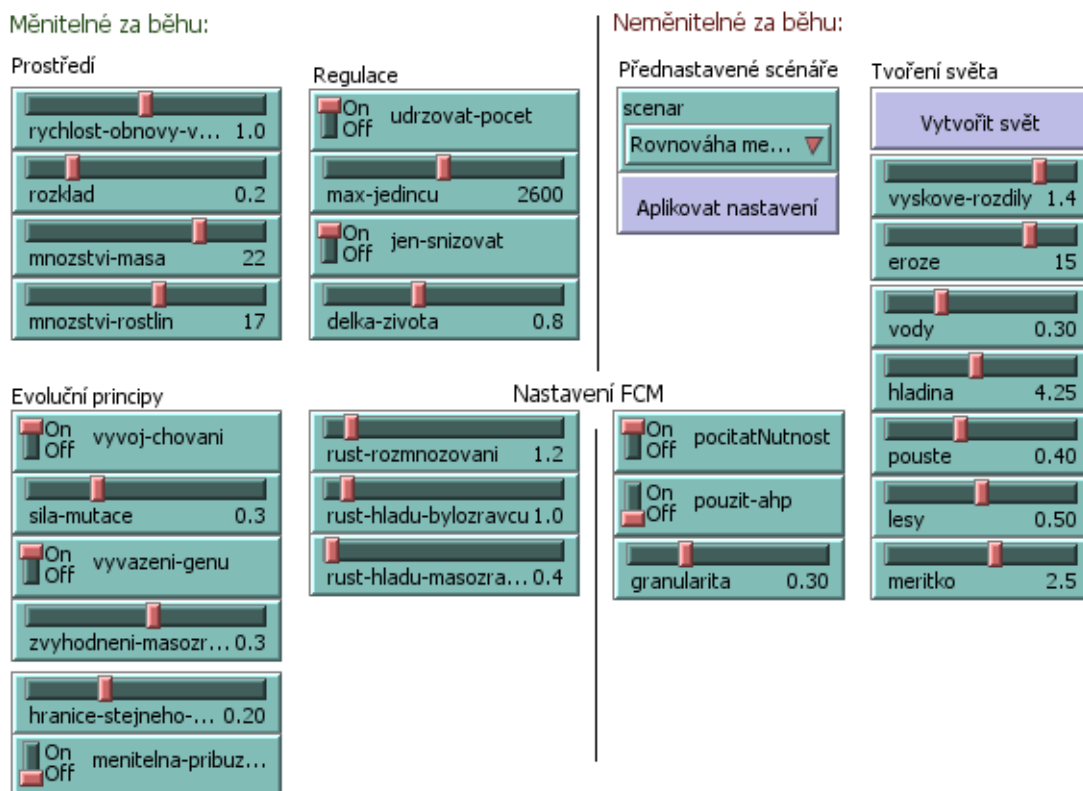 Měnitelné za běhu:
Prostředí
rychlost-obnovy-v... 1.0
rozklad 0.2
mnozstvi-masa 22
mnozstvi-rostlin 17
Regulace
On
Off
udrzovat-pocet
max-jedincu 2600
On
Off
jen-snizovat
delka-zivota 0.8
Evoluční principy
On
Off
vyvoj-chovani
sila-mutace 0.3
On
Off
vyvazeni-genu
zvyhodneni-masozr... 0.3
hranice-stejneho-... 0.20
On
Off
menitelna-pribuz...
Nastavení FCM
rust-rozmnozovani 1.2
rust-hladu-bylozravcu 1.0
rust-hladu-masozra... 0.4
On
Off
pocitatNutnost
On
Off
pouzit-ahp
granularita 0.30
Neměnitelné za běhu:
Přednastavené scénáře
scenar
Rovnováha me...
Aplikovat nastavení
Tvoření světa
Vytvořit svět
vyskove-rozdily 1.4
eroze 15
vody 0.30
hladina 4.25
pouste 0.40
lesy 0.50
meritko 2.5